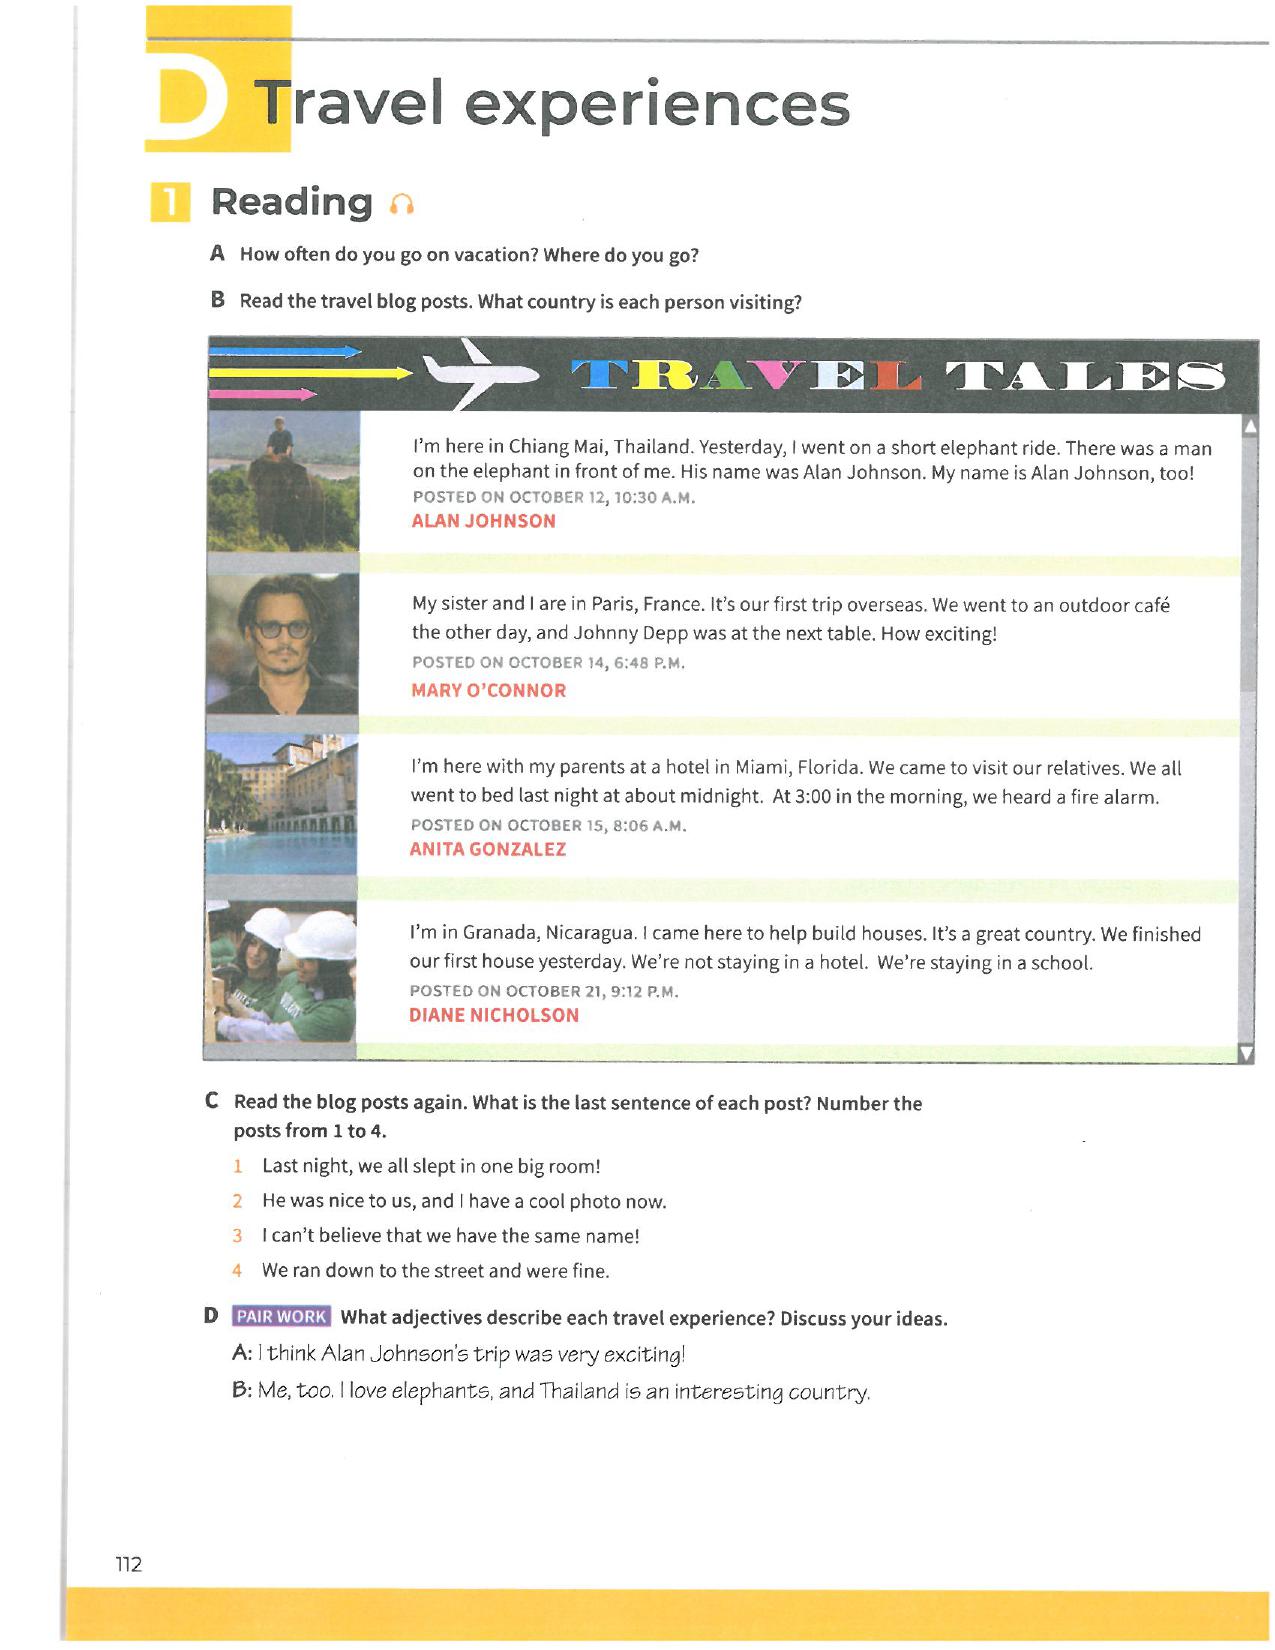 D Travel experiences
1 Reading
A How often do you go on vacation? Where do you go?
B Read the travel blog posts. What country is each person visiting?
TRAVEL TALES
I'm here in Chiang Mai, Thailand. Yesterday, I went on a short elephant ride. There was a man
on the elephant in front of me. His name was Alan Johnson. My name is Alan Johnson, too!
POSTED ON OCTOBER 12, 10:30 A.M.
ALAN JOHNSON
My sister and I are in Paris, France. It's our first trip overseas. We went to an outdoor café
the other day, and Johnny Depp was at the next table. How exciting!
POSTED ON OCTOBER 14, 6:48 P.M.
MARY O'CONNOR
I'm here with my parents at a hotel in Miami, Florida. We came to visit our relatives. We all
went to bed last night at about midnight. At 3:00 in the morning, we heard a fire alarm.
POSTED ON OCTOBER 15, 8:06 A.M.
ANITA GONZALEZ
I'm in Granada, Nicaragua. I came here to help build houses. It's a great country. We finished
our first house yesterday. We're not staying in a hotel. We're staying in a school.
POSTED ON OCTOBER 21, 9:12 P.M.
DIANE NICHOLSON
C Read the blog posts again. What is the last sentence of each post? Number the
posts from 1 to 4.
1 Last night, we all slept in one big room!
2 He was nice to us, and I have a cool photo now.
3 I can't believe that we have the same name!
4 We ran down to the street and were fine.
D PAIR WORK What adjectives describe each travel experience? Discuss your ideas.
A: I think Alan Johnson's trip was very exciting!
B: Me, too. I love elephants, and Thailand is an interesting country.
112